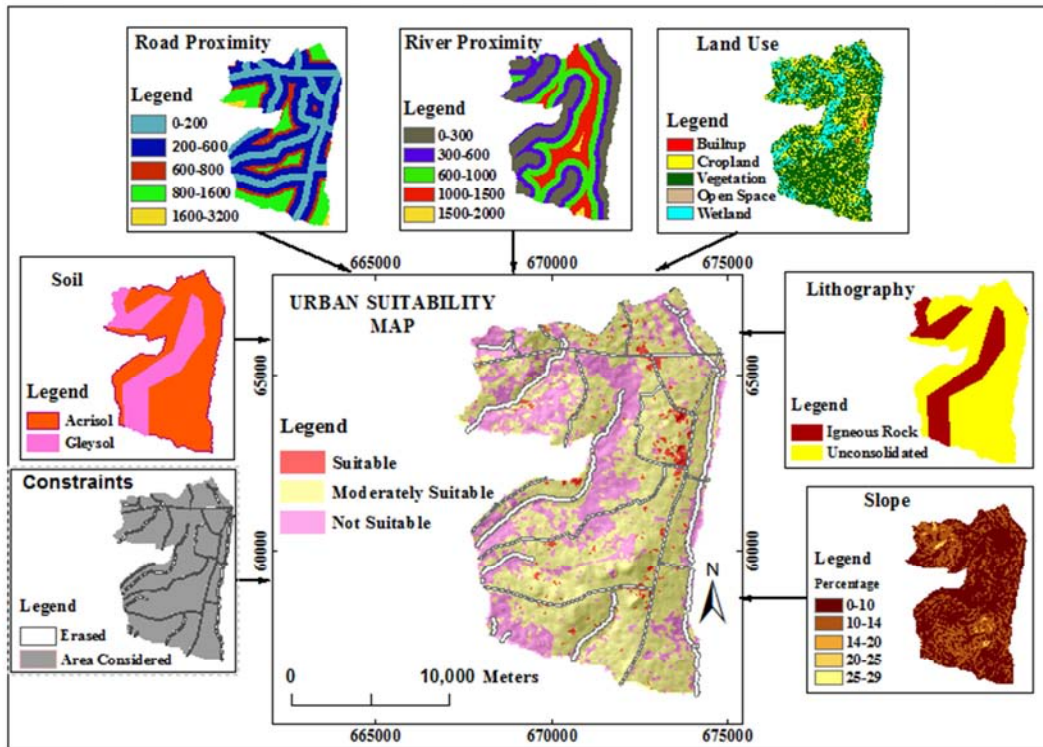 Road Proximity
Legend
0-200
200-600
600-800
800-1600
1600-3200
River Proximity
Legend
0-300
300-600
600-1000
1000-1500
1500-2000
Land Use
Legend
Builtup
Cropland
Vegetation
Open Space
Wetland
Soil
Legend
Acrisol
Gleysol
665000
670000
675000
URBAN SUITABILITY
MAP
Legend
Suitable
Moderately Suitable
Not Suitable
65000
60000
65000
60000
N
0
10,000 Meters
665000
670000
675000
Lithography
Legend
Igneous Rock
Unconsolidated
Constraints
Legend
Erased
Area Considered
Slope
Legend
Percentage
0-10
10-14
14-20
20-25
25-29